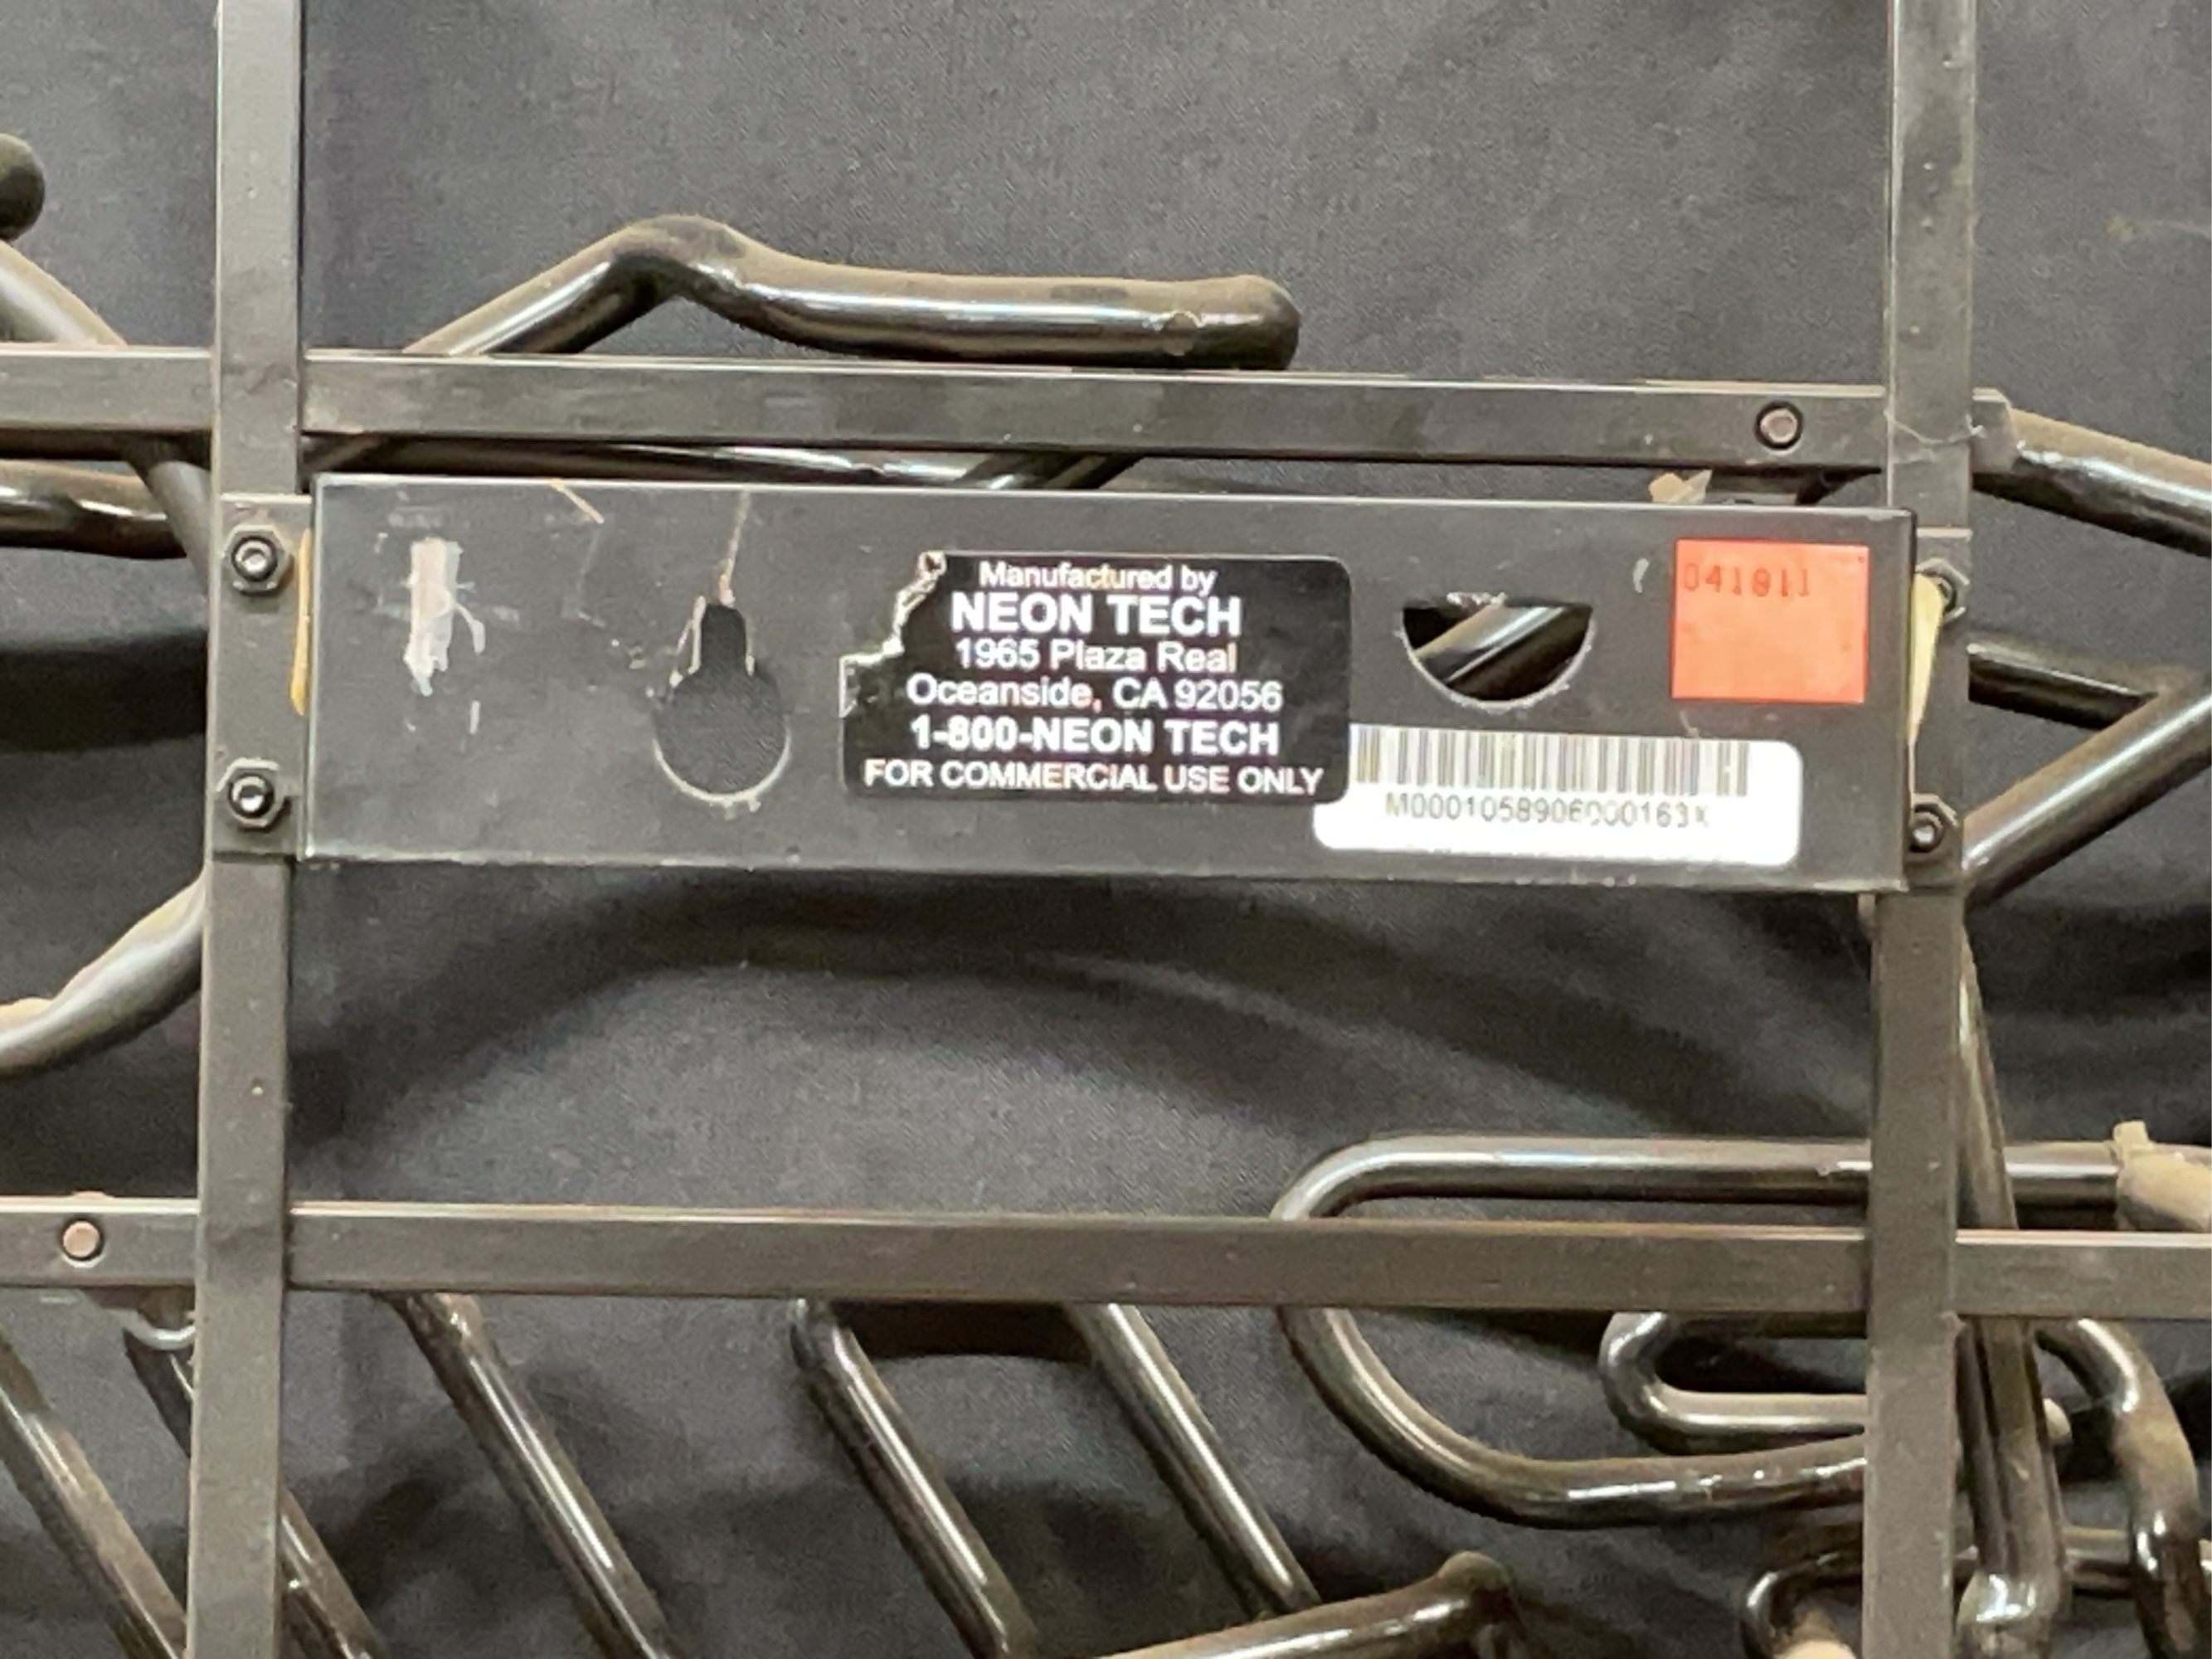 Manufactured by
NEON TECH
1965 Plaza Real
Oceanside, CA 92056
1-800-NEON TECH
FOR COMMERCIAL USE ONLY
041811
M0001058906000163X